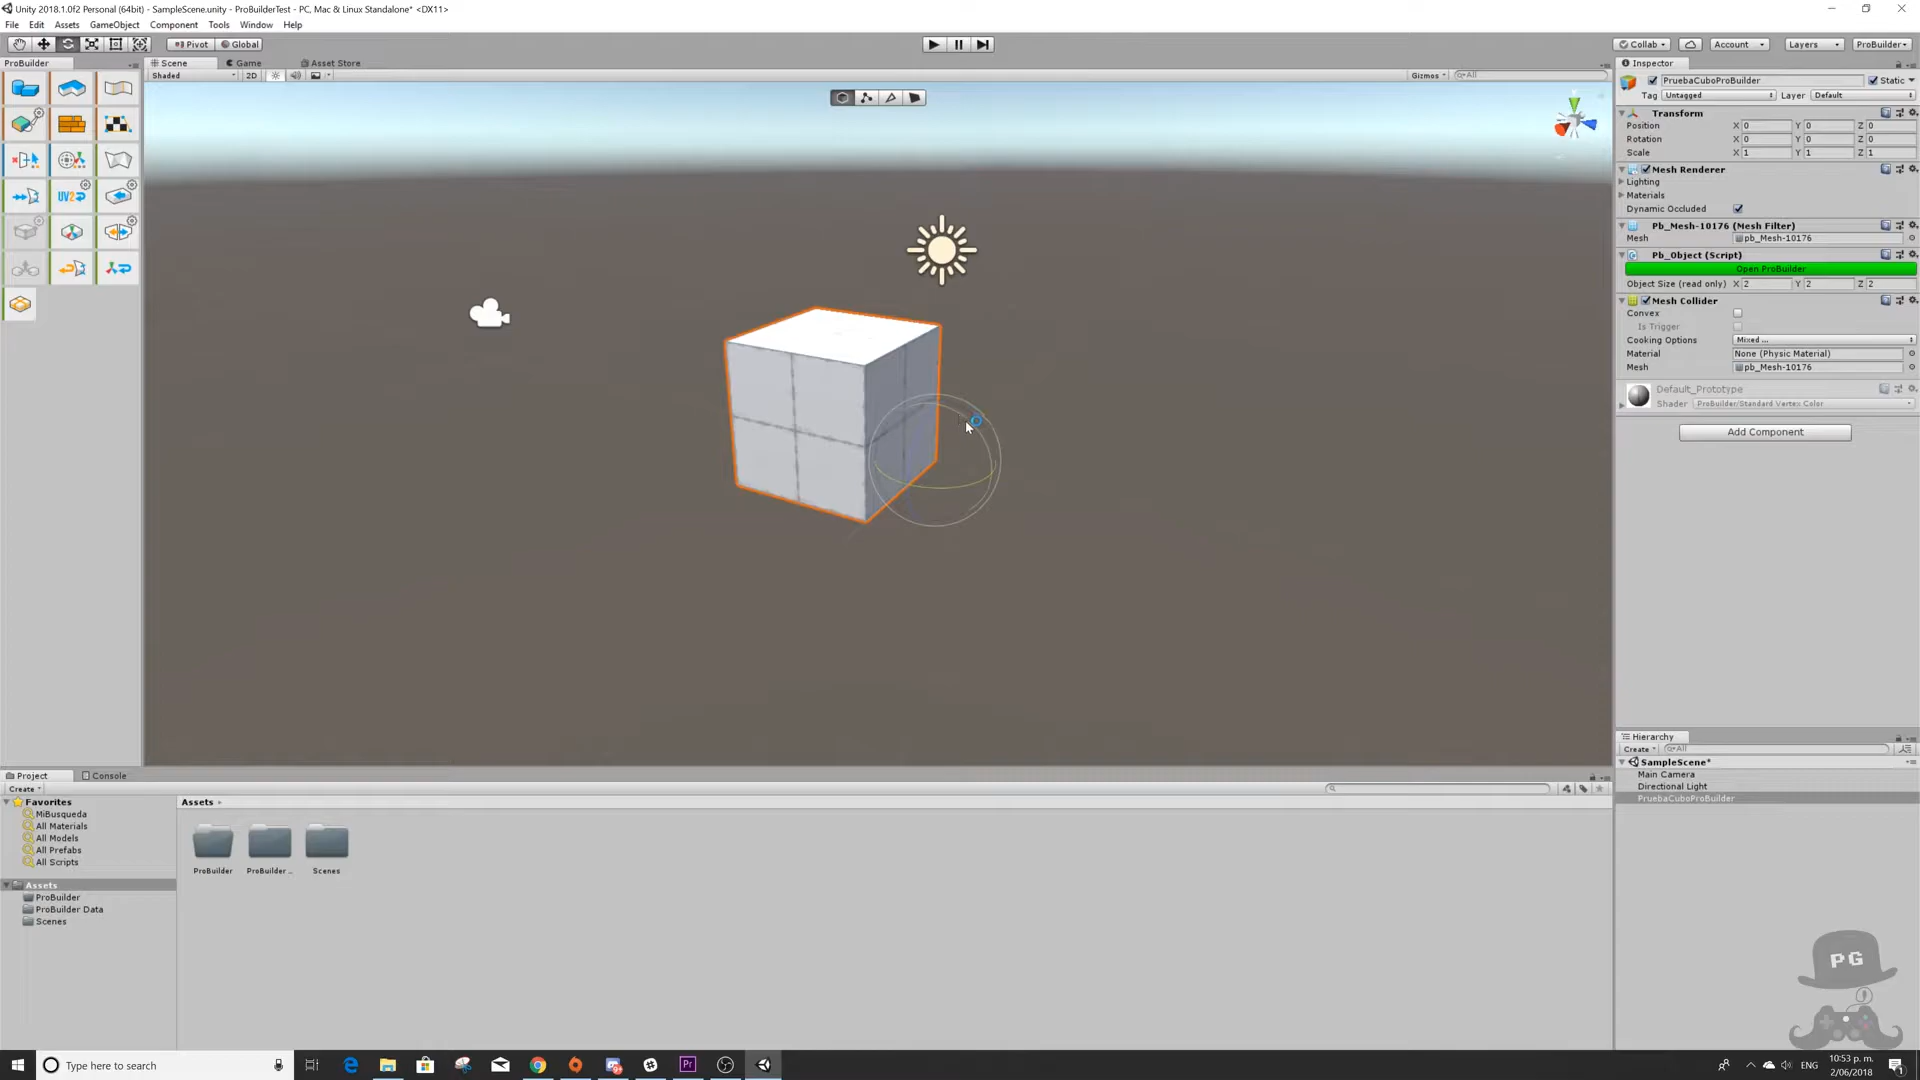 Unity 2018.1.0f2 Personal (64bit) - SampleScene.unity - ProBuilderTest - PC, Mac & Linux Standalone* <DX11>
File Edit Assets GameObject Component Tools Window Help
Pivot Global Collab Account Layers ProBuilder
ProBuilder Scene Game Asset Store Inspector
Shaded 2D Gizmos All
PruebaCuboProBuilder Static
Tag Untagged Layer Default
Transform
Position X 0 Y 0 Z 0
Rotation X 0 Y 0 Z 0
Scale X 1 Y 1 Z 1
Mesh Renderer
Lighting
Materials
Dynamic Occluded
Pb_Mesh-10176 (Mesh Filter)
Mesh pb_Mesh-10176
Pb_Object (Script)
Open ProBuilder
Object Size (read only) X 2 Y 2 Z 2
Mesh Collider
Convex
Is Trigger
Cooking Options Mixed ...
Material None (Physic Material)
Mesh pb_Mesh-10176
Default_Prototype
Shader ProBuilder/Standard Vertex Color
Add Component
UV2
Hierarchy
Create All
SampleScene*
Main Camera
Directional Light
PruebaCuboProBuilder
Project Console
Create
Favorites
MiBusqueda
All Materials
All Models
All Prefabs
All Scripts
Assets
ProBuilder
ProBuilder Data
Scenes
Assets
ProBuilder ProBuilder .. Scenes
PG
Type here to search
Pr
ENG
10:53 p. m.
2/06/2018
1